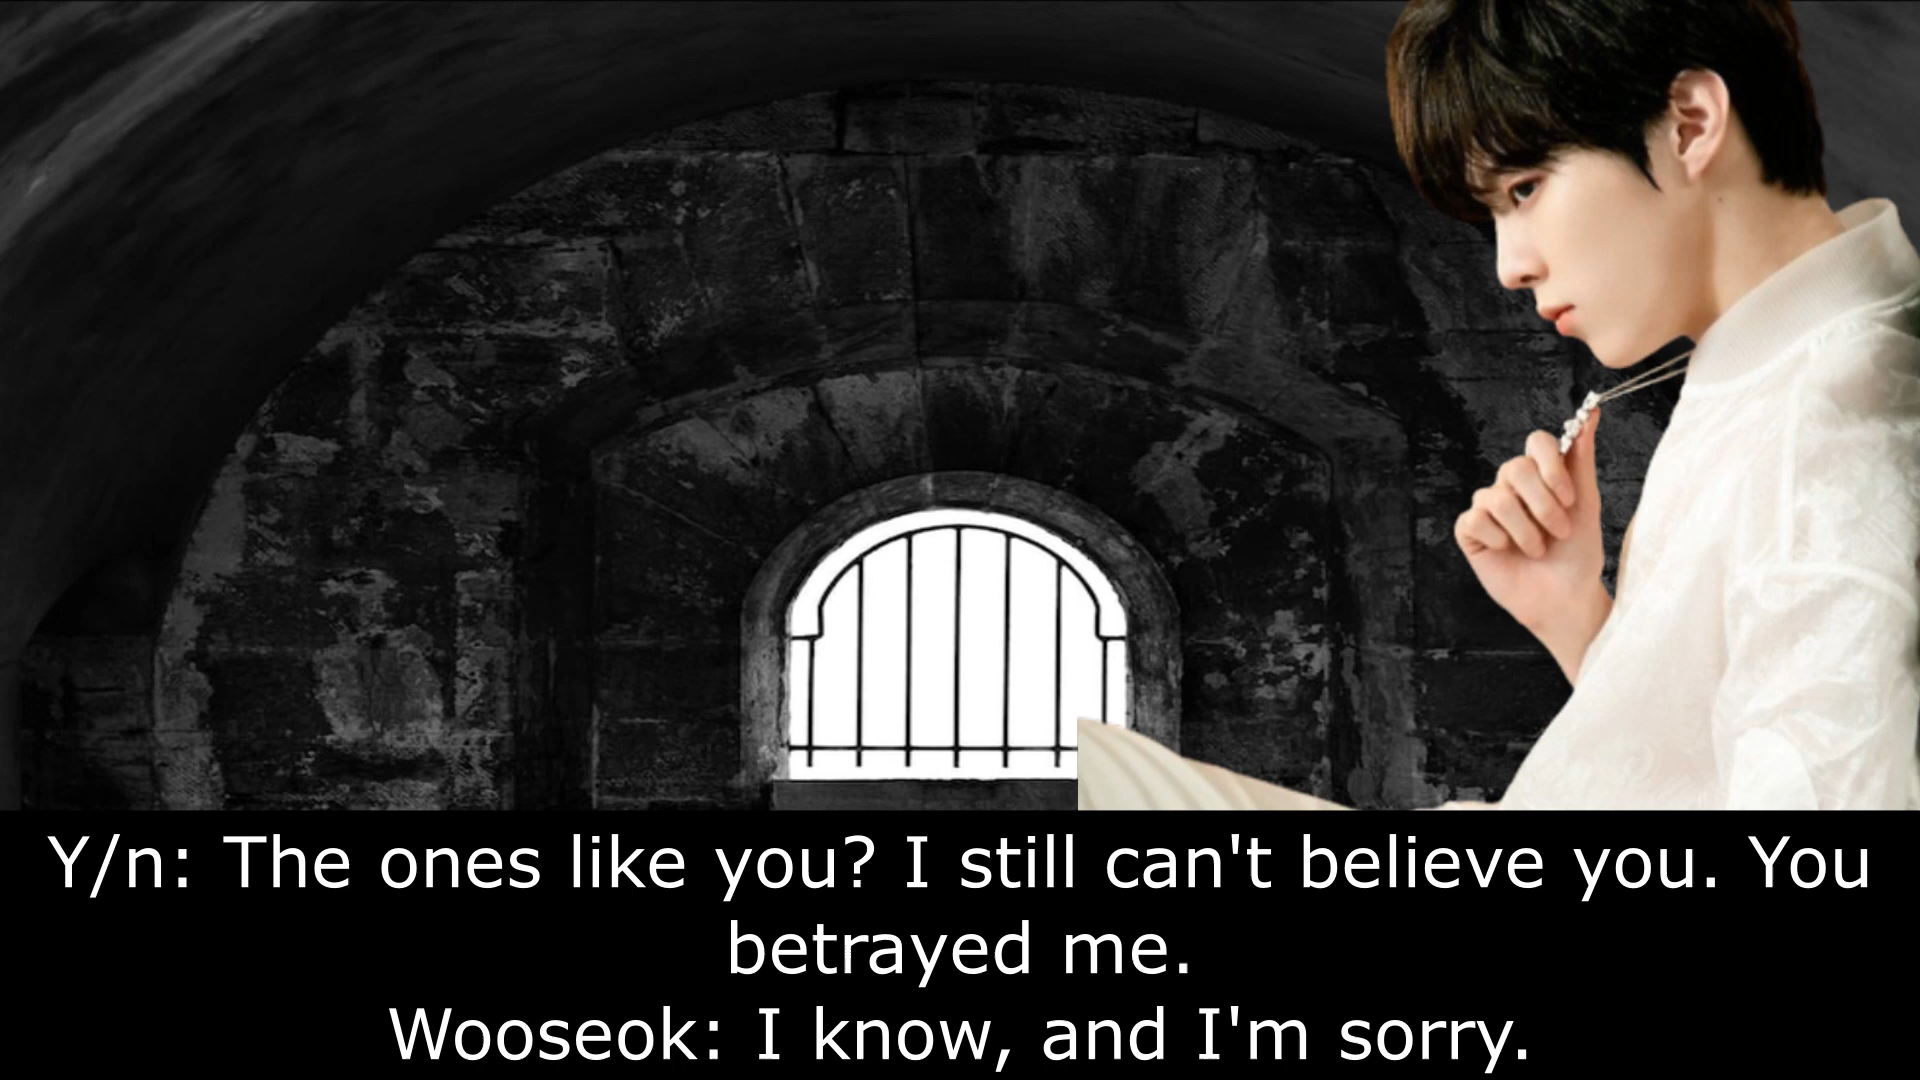 Y/n: The ones like you? I still can't believe you. You
betrayed me.
Wooseok: I know, and I'm sorry.